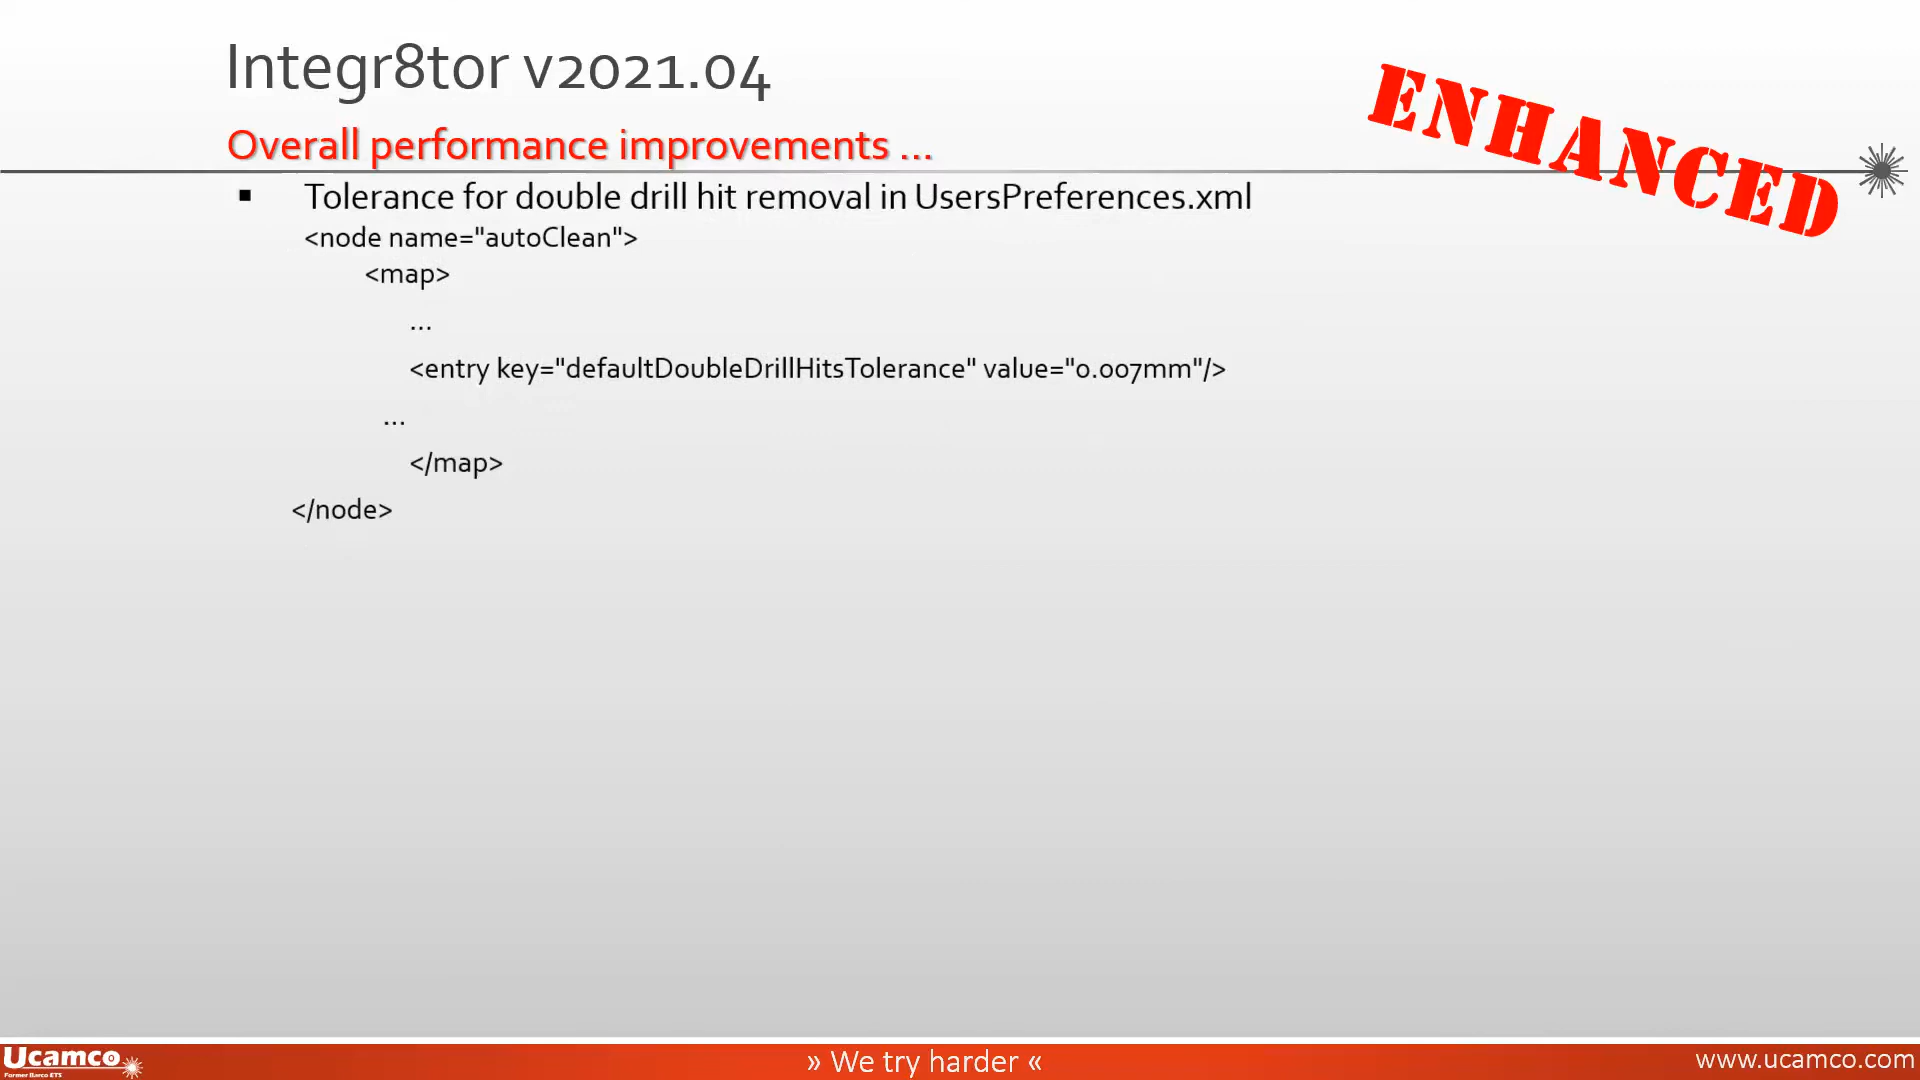 Integr8tor v2021.04
ENHANCED
Overall performance improvements ...
▪ Tolerance for double drill hit removal in UsersPreferences.xml
<node name="autoClean">
<map>
...
<entry key="defaultDoubleDrillHitsTolerance" value="0.007mm"/>
...
</map>
</node>
Ucamco
Former Barco ETS
» We try harder «
www.ucamco.com